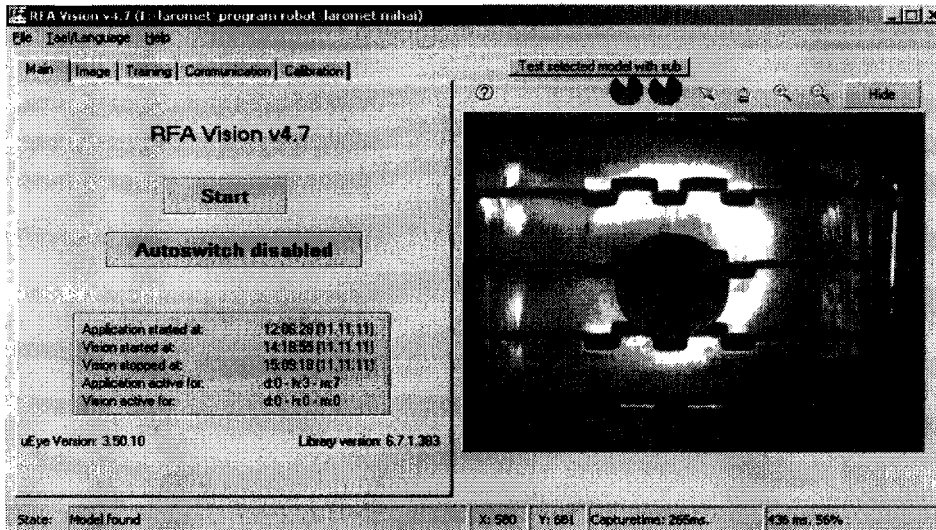 RFA Vision v4.7 (F: laromet program robot laromet mihai)
File Tool/Language Help
Main Image Training Communication Calibration
Test selected model with sub
Hide
RFA Vision v4.7
Start
Autoswitch disabled
Application started at: 12:06:28 [11.11.11]
Vision started at: 14:18:55 [11.11.11]
Vision stopped at: 15:09:18 [11.11.11]
Application active for: d:0 - h:3 - m:7
Vision active for: d:0 - h:0 - m:0
uEye Version: 3.50.10 Library version: 6.7.1.393
State: Model found X: 580 Y: 681 Capturetime: 265ms. 436 ms, 56%